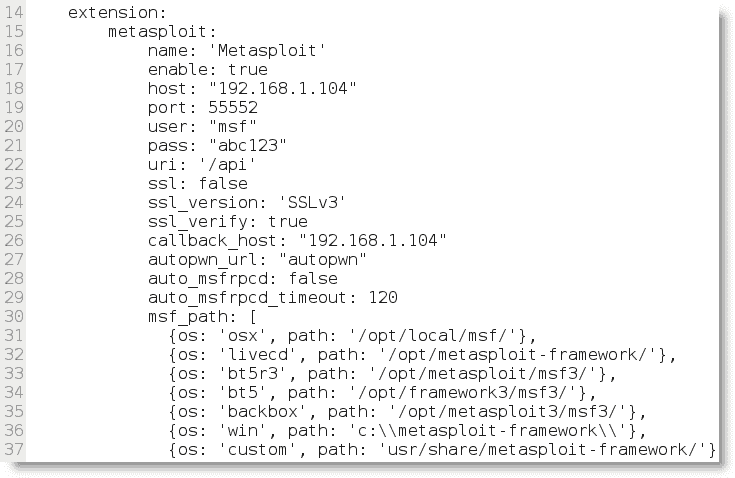 14 extension:
15 metasploit:
16 name: 'Metasploit'
17 enable: true
18 host: "192.168.1.104"
19 port: 55552
20 user: "msf"
21 pass: "abc123"
22 uri: '/api'
23 ssl: false
24 ssl_version: 'SSLv3'
25 ssl_verify: true
26 callback_host: "192.168.1.104"
27 autopwn_url: "autopwn"
28 auto_msfrpcd: false
29 auto_msfrpcd_timeout: 120
30 msf_path: [
31 {os: 'osx', path: '/opt/local/msf/'},
32 {os: 'livecd', path: '/opt/metasploit-framework/'},
33 {os: 'bt5r3', path: '/opt/metasploit/msf3/'},
34 {os: 'bt5', path: '/opt/framework3/msf3/'},
35 {os: 'backbox', path: '/opt/metasploit3/msf3/'},
36 {os: 'win', path: 'c:\\metasploit-framework\\'},
37 {os: 'custom', path: 'usr/share/metasploit-framework/'}